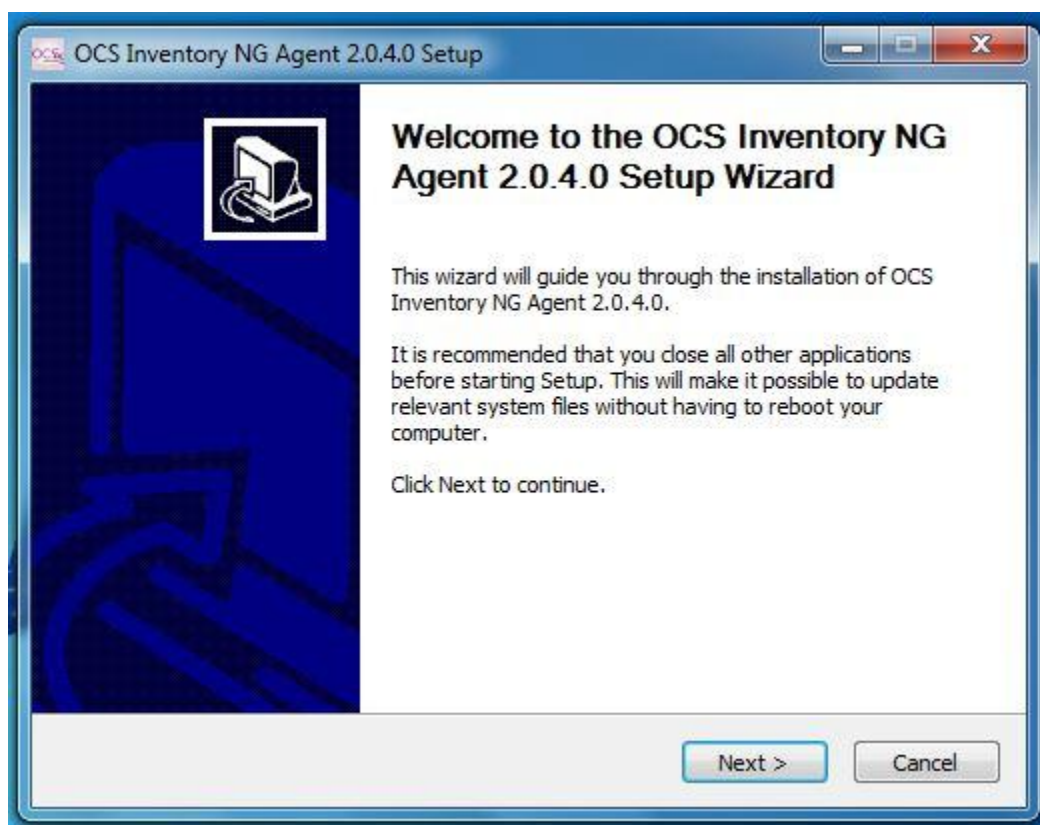 OCS Inventory NG Agent 2.0.4.0 Setup
Welcome to the OCS Inventory NG
Agent 2.0.4.0 Setup Wizard
This wizard will guide you through the installation of OCS
Inventory NG Agent 2.0.4.0.
It is recommended that you close all other applications
before starting Setup. This will make it possible to update
relevant system files without having to reboot your
computer.
Click Next to continue.
Next >
Cancel